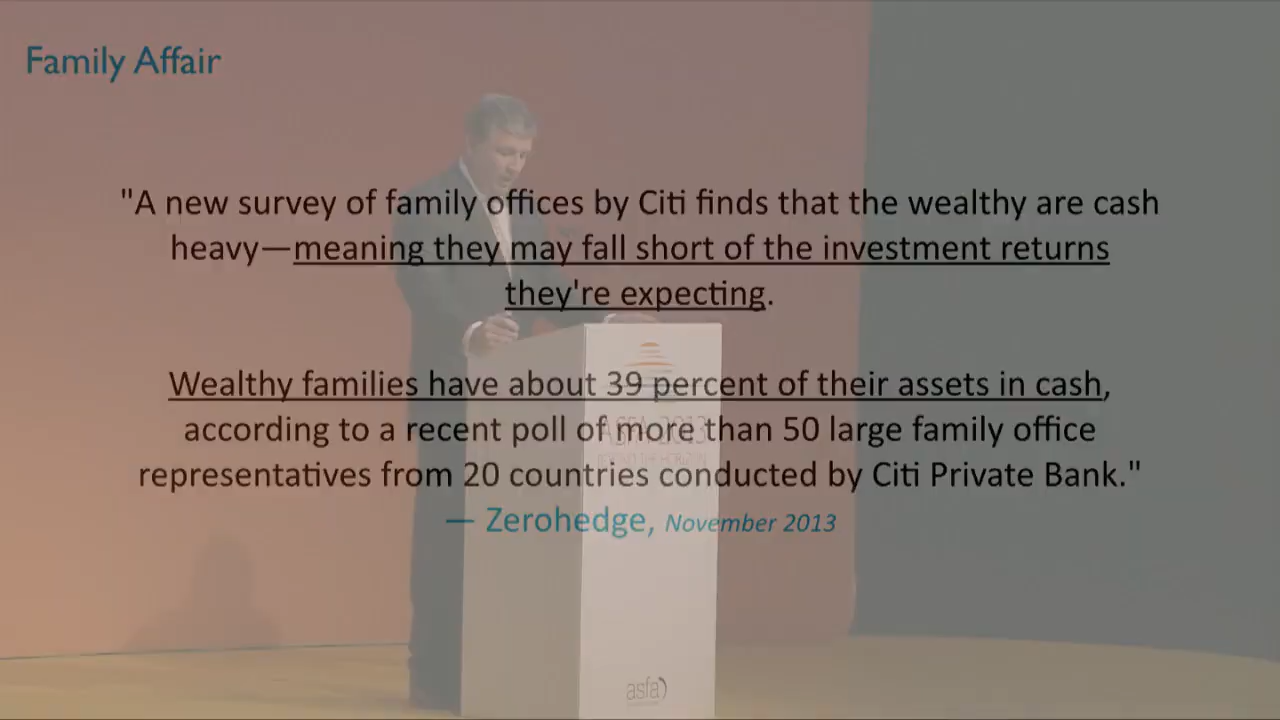 Family Affair
"A new survey of family offices by Citi finds that the wealthy are cash
heavy—meaning they may fall short of the investment returns
they're expecting.
Wealthy families have about 39 percent of their assets in cash,
according to a recent poll of more than 50 large family office
representatives from 20 countries conducted by Citi Private Bank."
— Zerohedge, November 2013
ASFA 2013
asfa